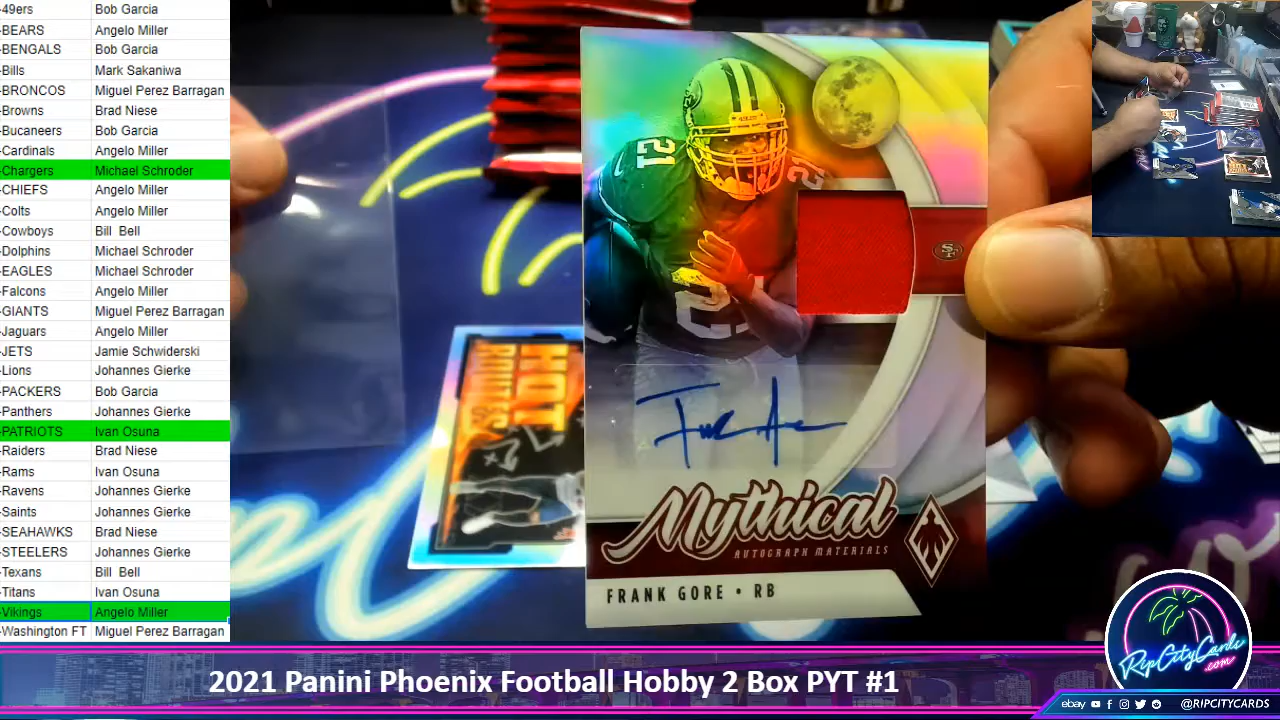 -49ers Bob Garcia
-BEARS Angelo Miller
-BENGALS Bob Garcia
-Bills Mark Sakaniwa
-BRONCOS Miguel Perez Barragan
-Browns Brad Niese
-Bucaneers Bob Garcia
-Cardinals Angelo Miller
-Chargers Michael Schroder
-CHIEFS Angelo Miller
-Colts Angelo Miller
-Cowboys Bill Bell
-Dolphins Michael Schroder
-EAGLES Michael Schroder
-Falcons Angelo Miller
-GIANTS Miguel Perez Barragan
-Jaguars Angelo Miller
-JETS Jamie Schwiderski
-Lions Johannes Gierke
-PACKERS Bob Garcia
-Panthers Johannes Gierke
-PATRIOTS Ivan Osuna
-Raiders Brad Niese
-Rams Ivan Osuna
-Ravens Johannes Gierke
-Saints Johannes Gierke
-SEAHAWKS Brad Niese
-STEELERS Johannes Gierke
-Texans Bill Bell
-Titans Ivan Osuna
-Vikings Angelo Miller
-Washington FT Miguel Perez Barragan
21
21
SF
HOT
ROUTES
Mythical
AUTOGRAPH MATERIALS
FRANK GORE • RB
RipCityCards
.com
2021 Panini Phoenix Football Hobby 2 Box PYT #1
ebay @RIPCITYCARDS